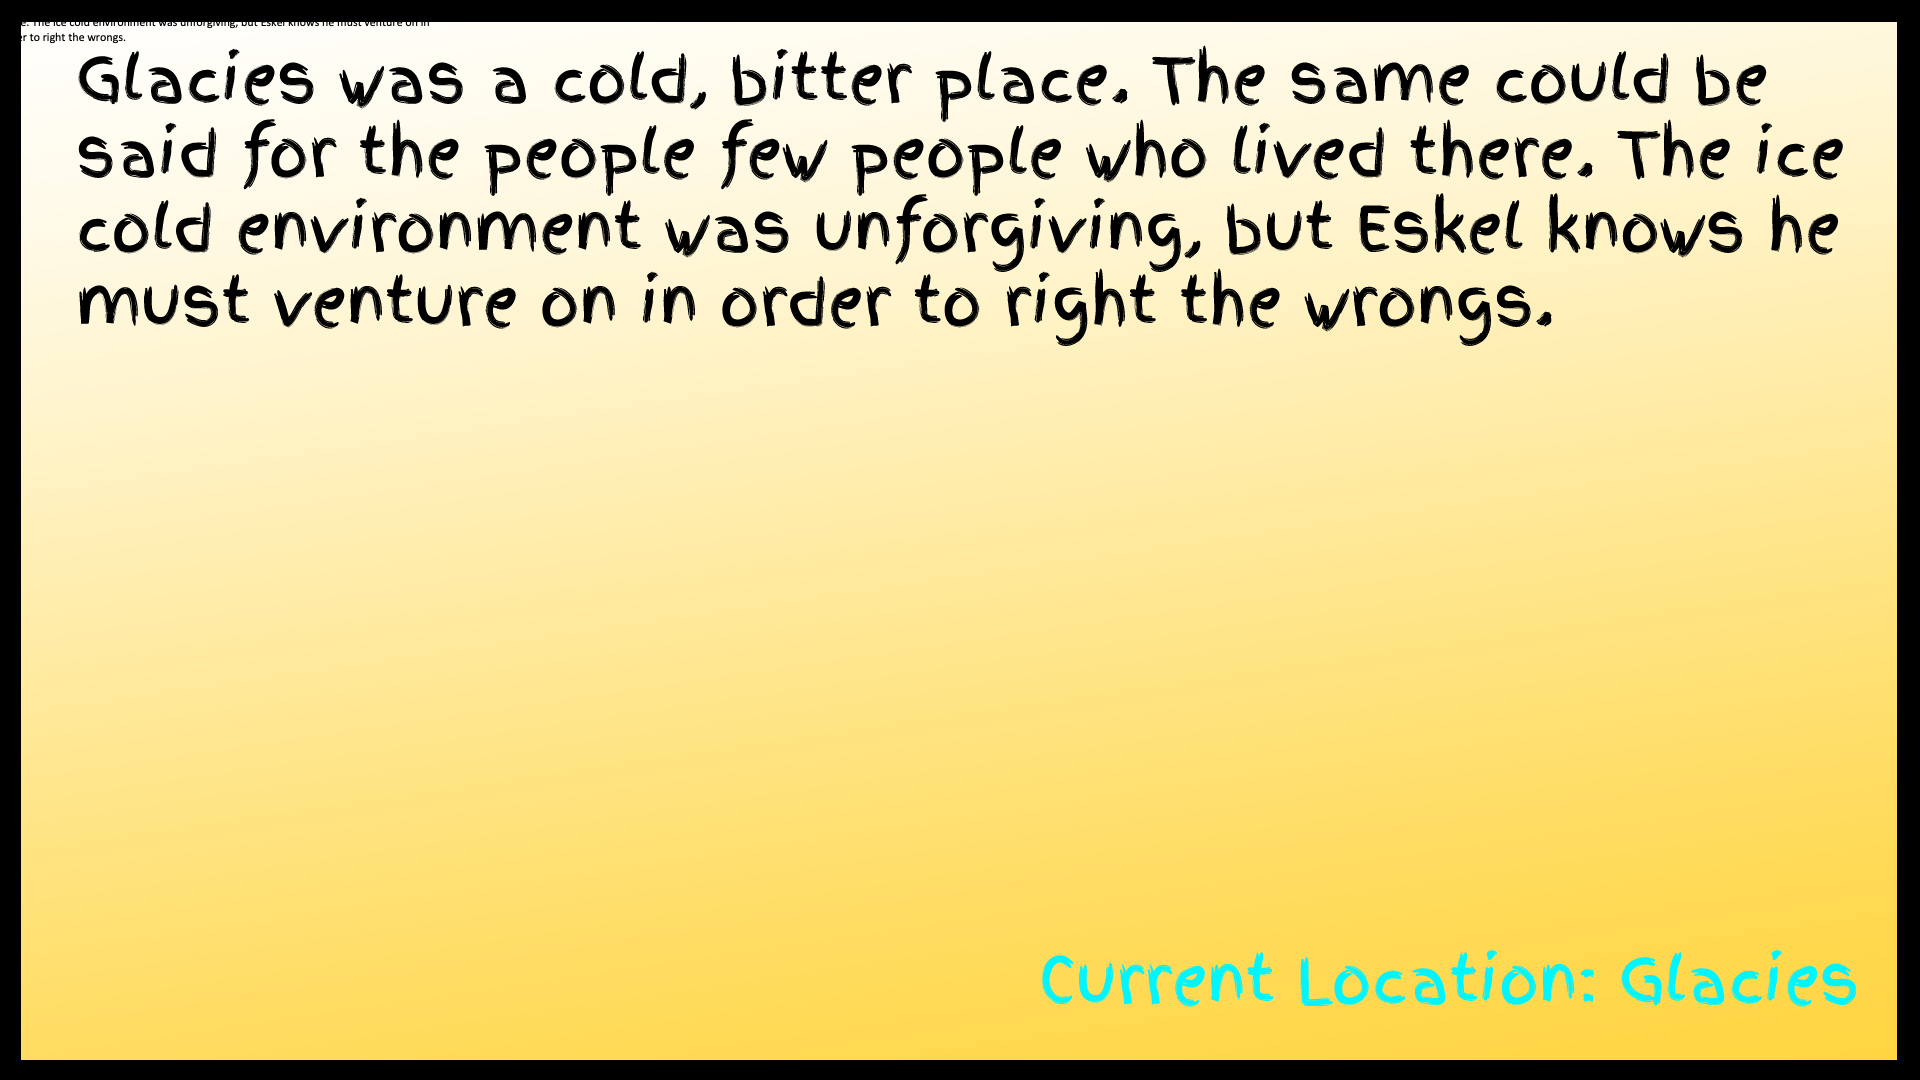 The ice cold environment was unforgiving, but Eskel knows he must venture on in
er to right the wrongs.
Glacies was a cold, bitter place. The same could be
said for the people few people who lived there. The ice
cold environment was unforgiving, but Eskel knows he
must venture on in order to right the wrongs.
Current Location: Glacies